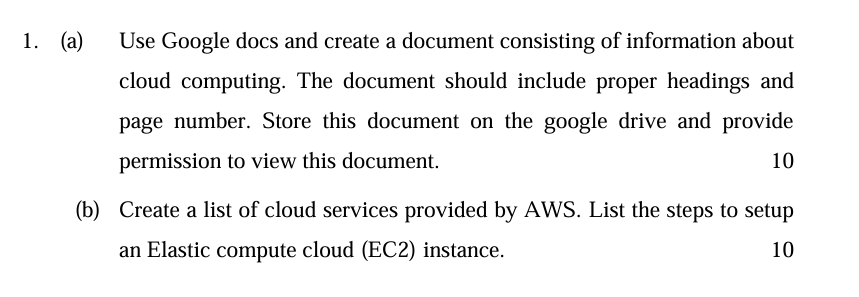 1. (a) Use Google docs and create a document consisting of information about
cloud computing. The document should include proper headings and
page number. Store this document on the google drive and provide
permission to view this document. 10
(b) Create a list of cloud services provided by AWS. List the steps to setup
an Elastic compute cloud (EC2) instance. 10